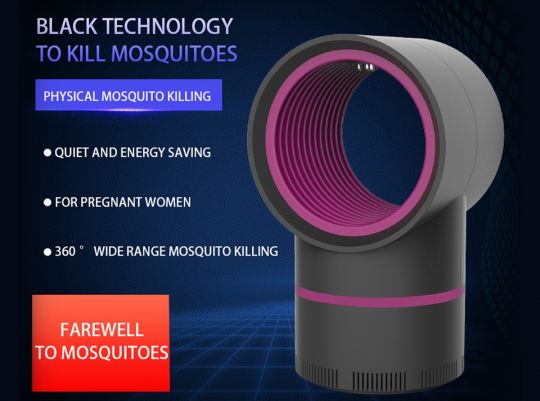 BLACK TECHNOLOGY
TO KILL MOSQUITOES
PHYSICAL MOSQUITO KILLING
● QUIET AND ENERGY SAVING
● FOR PREGNANT WOMEN
● 360 ° WIDE RANGE MOSQUITO KILLING
FAREWELL
TO MOSQUITOES